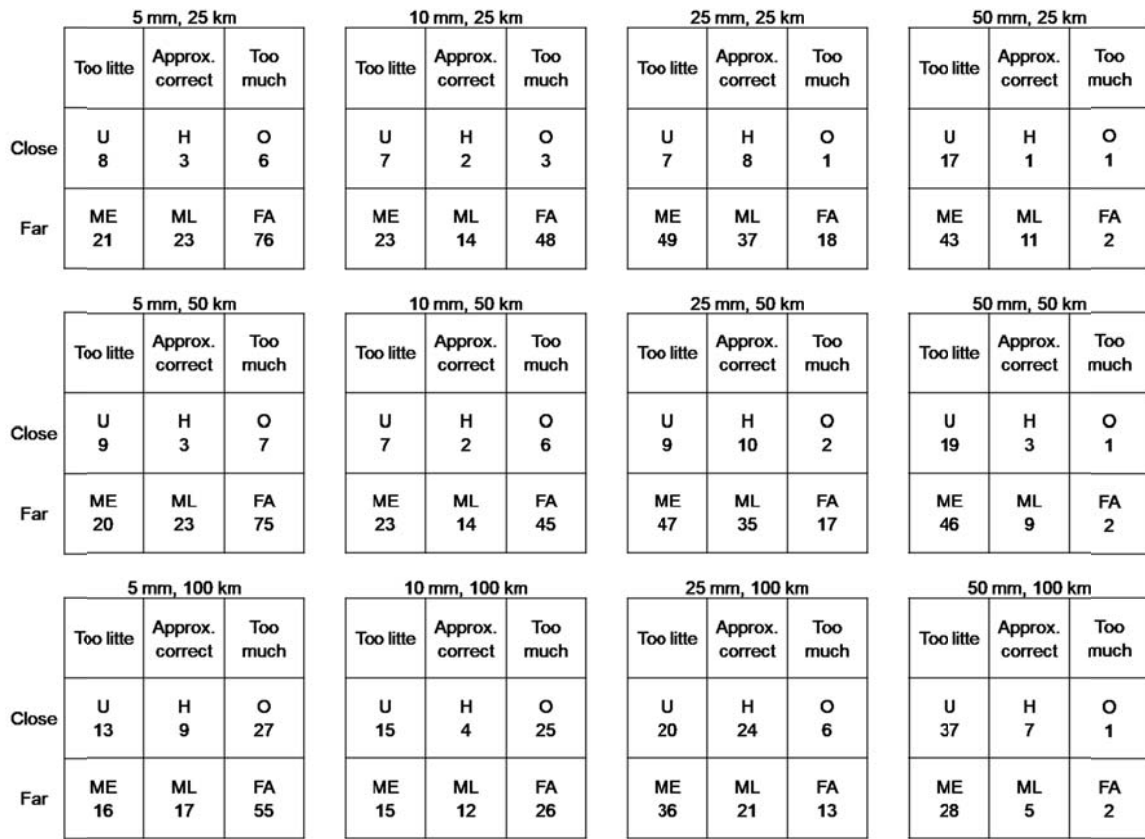 5 mm, 25 km 10 mm, 25 km 25 mm, 25 km 50 mm, 25 km
Too litte Approx. correct Too much Too litte Approx. correct Too much Too litte Approx. correct Too much Too litte Approx. correct Too much
Close U H O U H O U H O U H O
8 3 6 7 2 3 7 8 1 17 1 1
Far ME ML FA ME ML FA ME ML FA ME ML FA
21 23 76 23 14 48 49 37 18 43 11 2
5 mm, 50 km 10 mm, 50 km 25 mm, 50 km 50 mm, 50 km
Too litte Approx. correct Too much Too litte Approx. correct Too much Too litte Approx. correct Too much Too litte Approx. correct Too much
Close U H O U H O U H O U H O
9 3 7 7 2 6 9 10 2 19 3 1
Far ME ML FA ME ML FA ME ML FA ME ML FA
20 23 75 23 14 45 47 35 17 46 9 2
5 mm, 100 km 10 mm, 100 km 25 mm, 100 km 50 mm, 100 km
Too litte Approx. correct Too much Too litte Approx. correct Too much Too litte Approx. correct Too much Too litte Approx. correct Too much
Close U H O U H O U H O U H O
13 9 27 15 4 25 20 24 6 37 7 1
Far ME ML FA ME ML FA ME ML FA ME ML FA
16 17 55 15 12 26 36 21 13 28 5 2